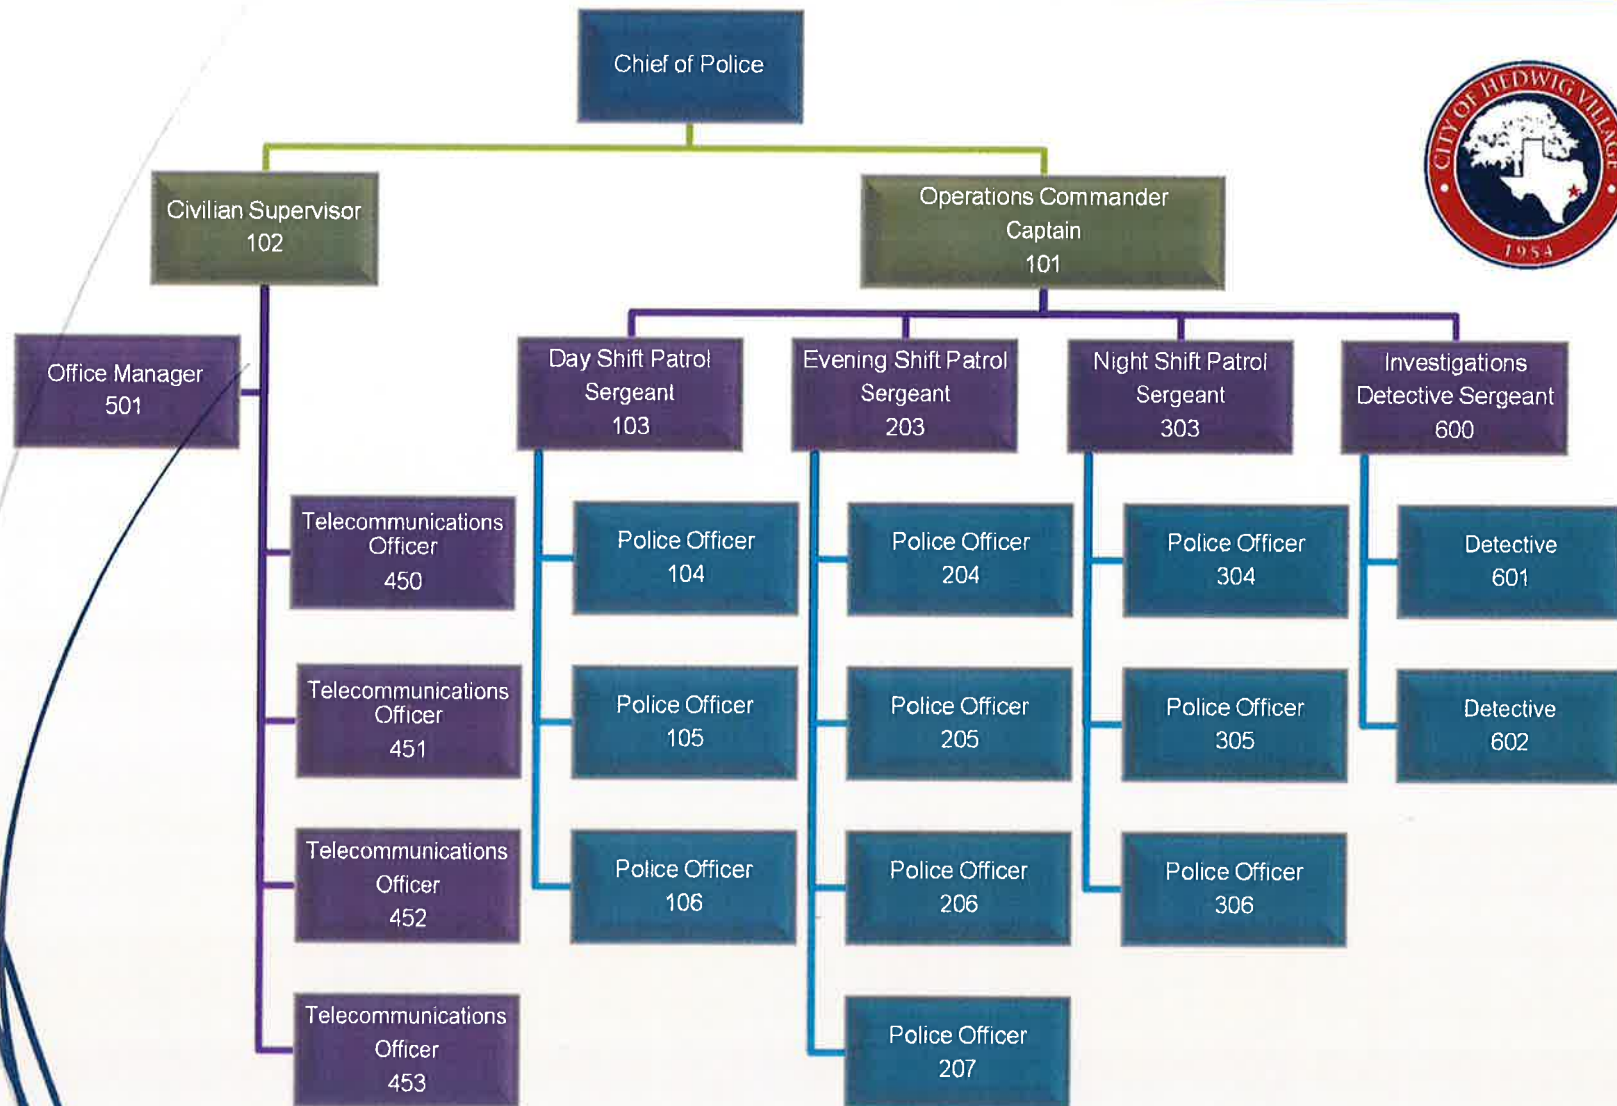 Chief of Police
CITY OF HEDWIG VILLAGE
1954
Civilian Supervisor
102
Operations Commander
Captain
101
Office Manager
501
Day Shift Patrol
Sergeant
103
Evening Shift Patrol
Sergeant
203
Night Shift Patrol
Sergeant
303
Investigations
Detective Sergeant
600
Telecommunications
Officer
450
Police Officer
104
Police Officer
204
Police Officer
304
Detective
601
Telecommunications
Officer
451
Police Officer
105
Police Officer
205
Police Officer
305
Detective
602
Telecommunications
Officer
452
Police Officer
106
Police Officer
206
Police Officer
306
Telecommunications
Officer
453
Police Officer
207